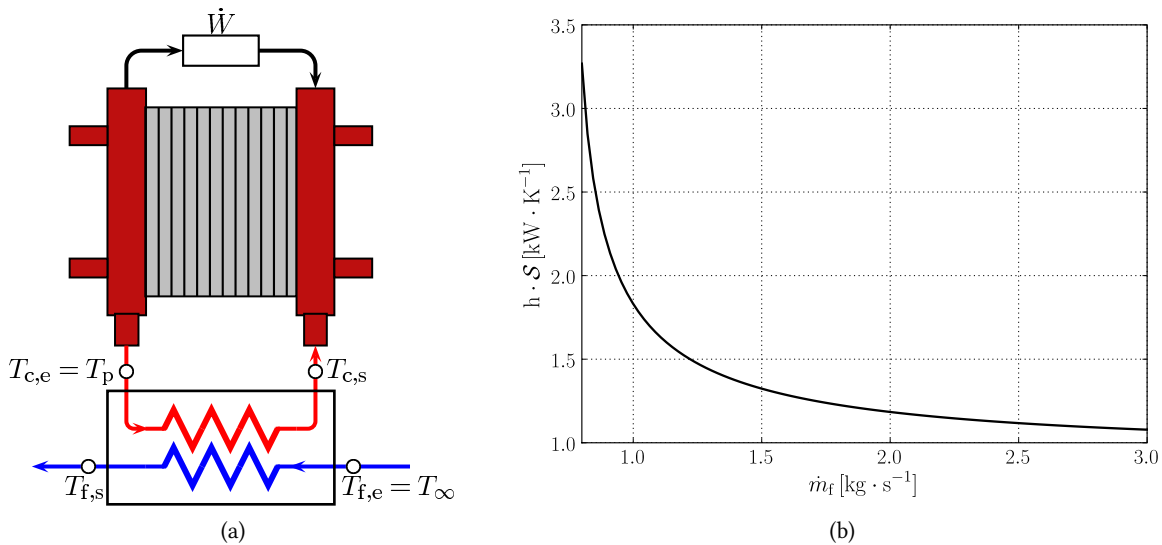 Ẇ
T_c,e = T_p
T_c,s
T_f,s
T_f,e = T_∞
(a)
3.5
3.0
2.5
2.0
1.5
1.0
h · 𝒮 [kW · K⁻¹]
1.0 1.5 2.0 2.5 3.0
ṁ_f [kg · s⁻¹]
(b)